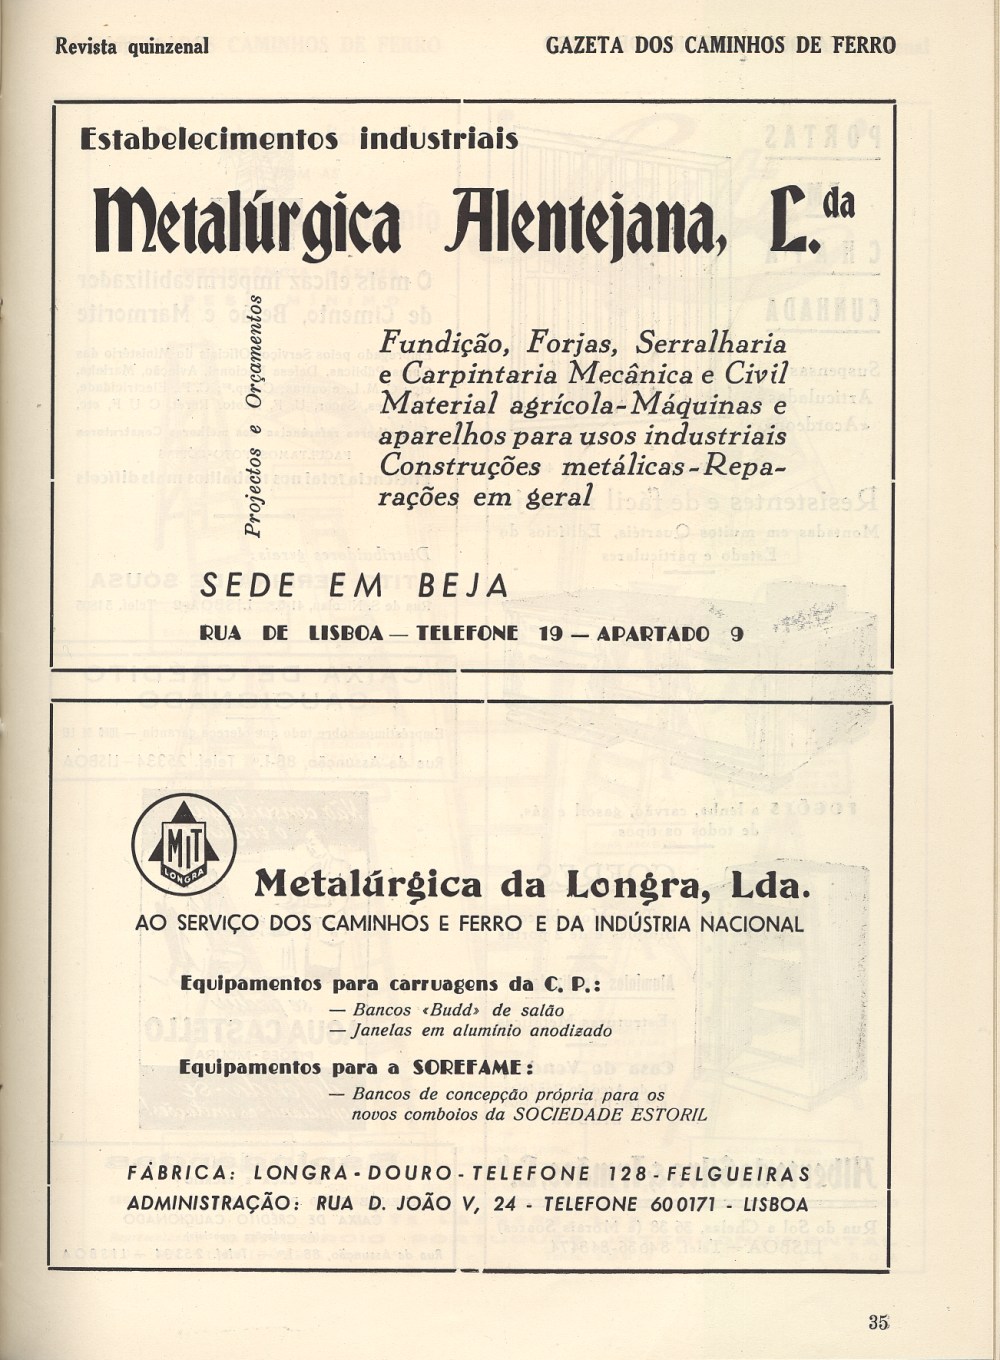 Revista quinzenal GAZETA DOS CAMINHOS DE FERRO
Estabelecimentos industriais
Metalúrgica Alentejana, L.da
Projectos e Orçamentos
Fundição, Forjas, Serralharia
e Carpintaria Mecânica e Civil
Material agrícola-Máquinas e
aparelhos para usos industriais
Construções metálicas-Repa-
rações em geral
SEDE EM BEJA
RUA DE LISBOA — TELEFONE 19 — APARTADO 9
MIT
LONGRA
Metalúrgica da Longra, Lda.
AO SERVIÇO DOS CAMINHOS E FERRO E DA INDÚSTRIA NACIONAL
Equipamentos para carruagens da C. P.:
— Bancos «Budd» de salão
— Janelas em alumínio anodizado
Equipamentos para a SOREFAME:
— Bancos de concepção própria para os
novos comboios da SOCIEDADE ESTORIL
FÁBRICA: LONGRA - DOURO - TELEFONE 128 - FELGUEIRAS
ADMINISTRAÇÃO: RUA D. JOÃO V, 24 - TELEFONE 600171 - LISBOA
35